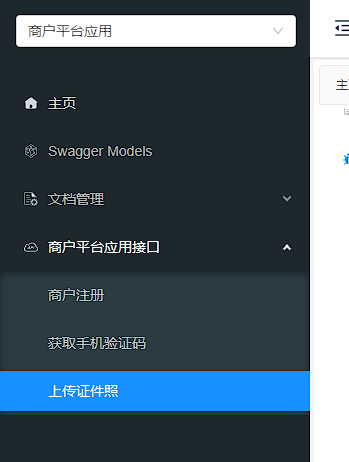 商户平台应用
主页
Swagger Models
文档管理
商户平台应用接口
商户注册
获取手机验证码
上传证件照